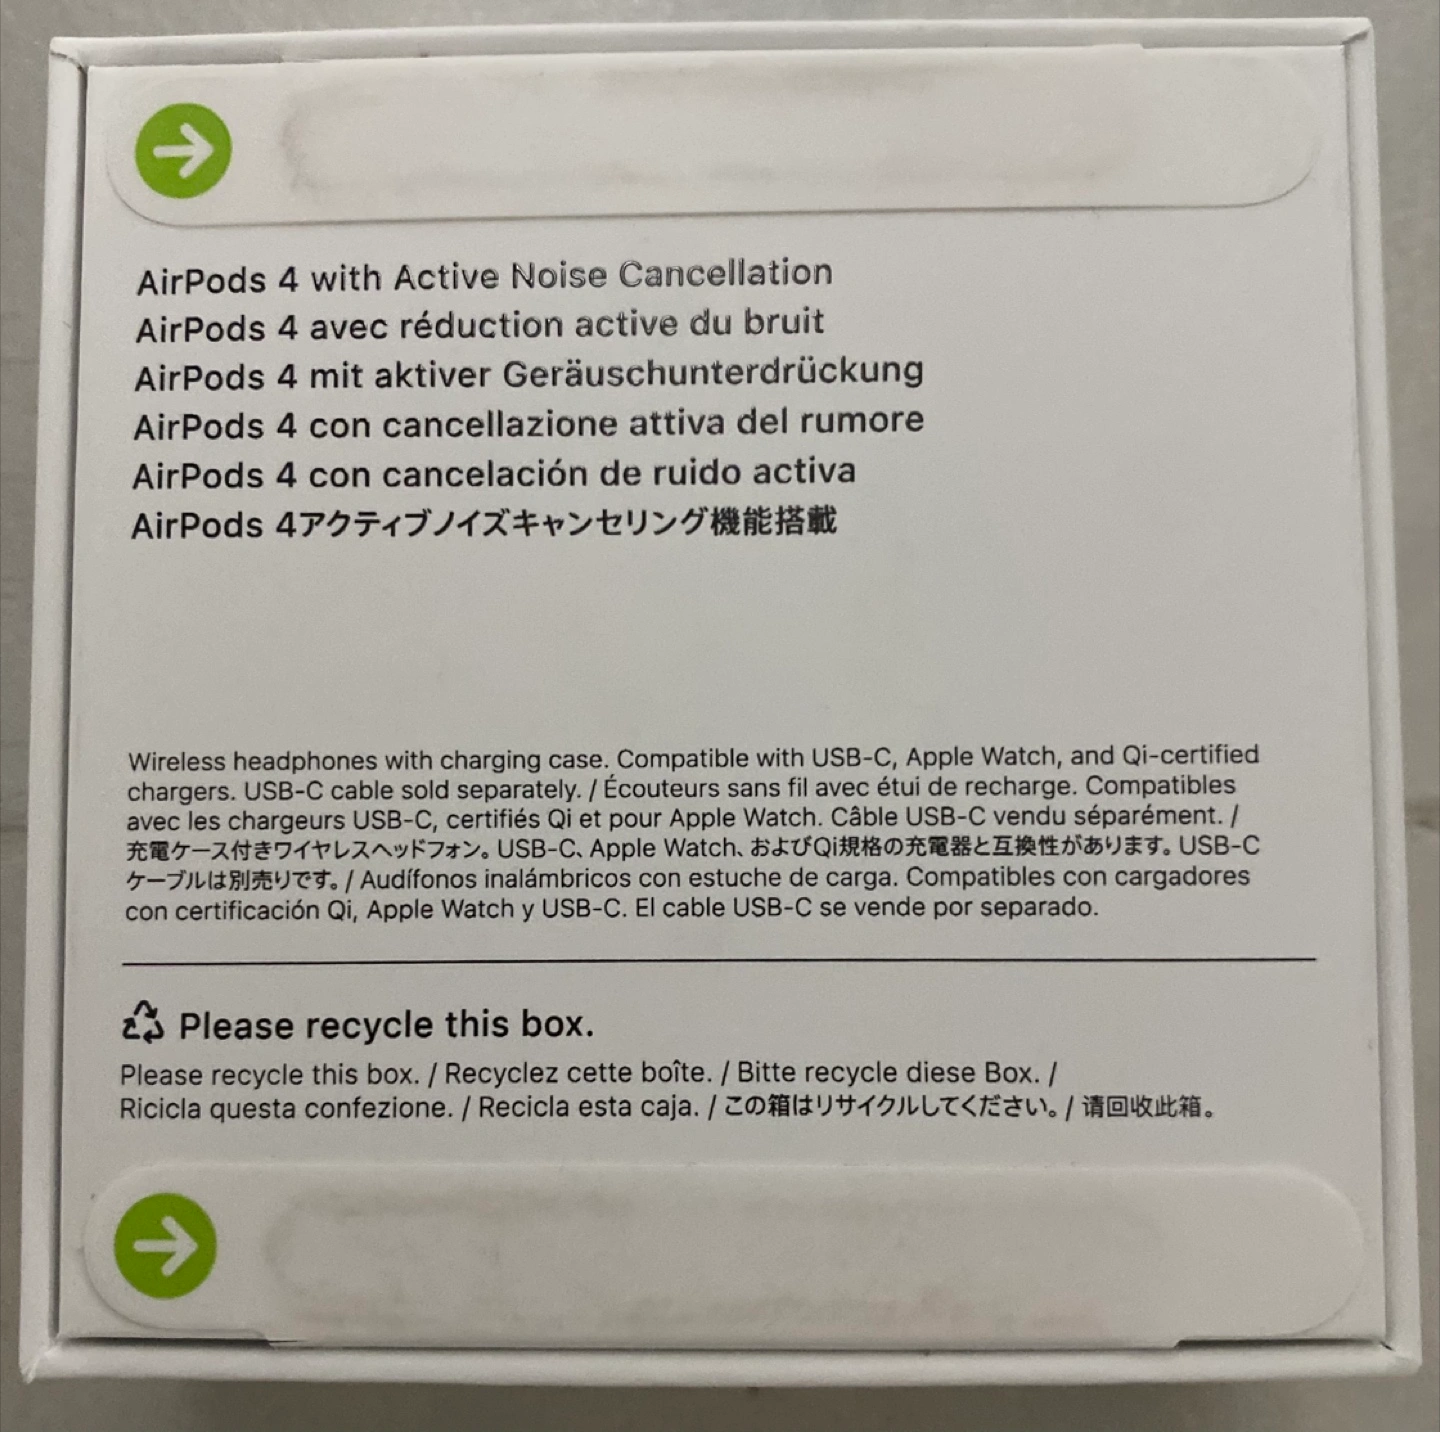 AirPods 4 with Active Noise Cancellation
AirPods 4 avec réduction active du bruit
AirPods 4 mit aktiver Geräuschunterdrückung
AirPods 4 con cancellazione attiva del rumore
AirPods 4 con cancelación de ruido activa
AirPods 4アクティブノイズキャンセリング機能搭載
Wireless headphones with charging case. Compatible with USB-C, Apple Watch, and Qi-certified
chargers. USB-C cable sold separately. / Écouteurs sans fil avec étui de recharge. Compatibles
avec les chargeurs USB-C, certifiés Qi et pour Apple Watch. Câble USB-C vendu séparément. /
充電ケース付きワイヤレスヘッドフォン。USB-C、Apple Watch、およびQi規格の充電器と互換性があります。USB-C
ケーブルは別売りです。/ Audífonos inalámbricos con estuche de carga. Compatibles con cargadores
con certificación Qi, Apple Watch y USB-C. El cable USB-C se vende por separado.
Please recycle this box.
Please recycle this box. / Recyclez cette boîte. / Bitte recycle diese Box. /
Ricicla questa confezione. / Recicla esta caja. / この箱はリサイクルしてください。/ 请回收此箱。